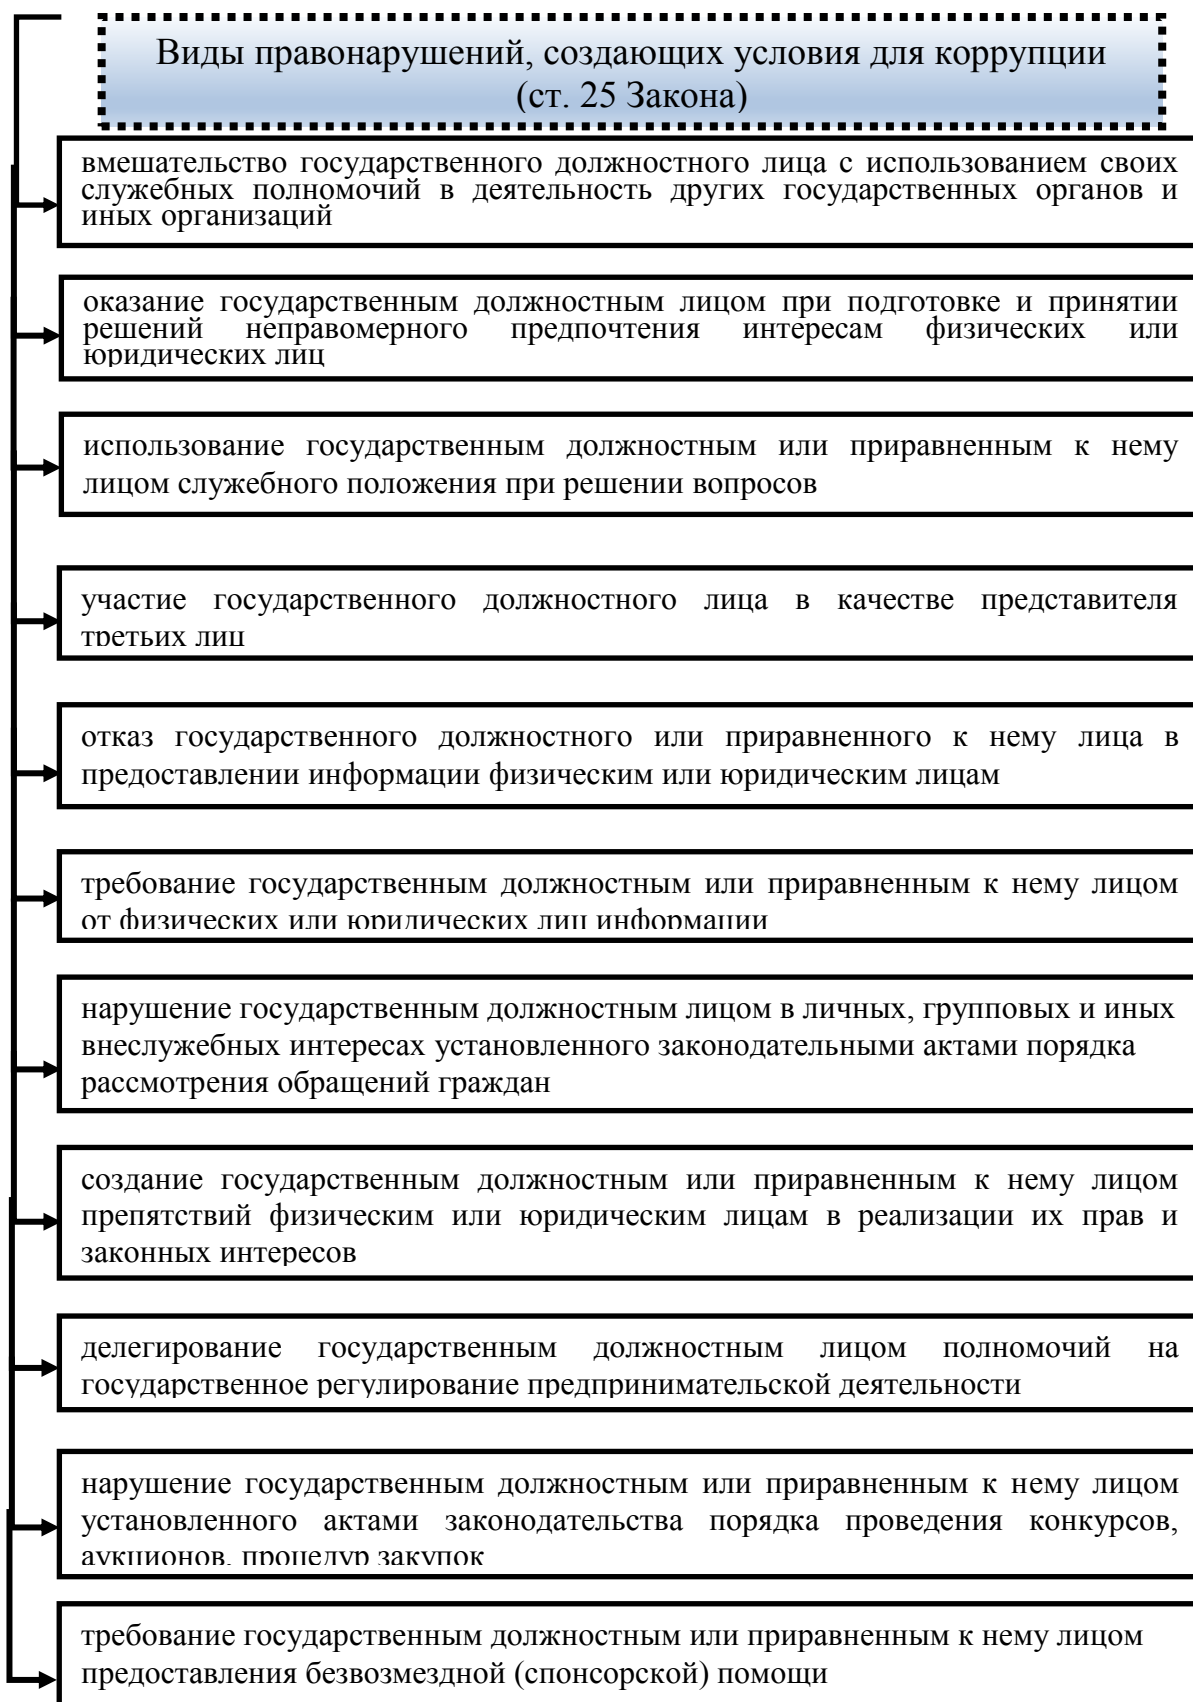 Виды правонарушений, создающих условия для коррупции
(ст. 25 Закона)
вмешательство государственного должностного лица с использованием своих
служебных полномочий в деятельность других государственных органов и
иных организаций
оказание государственным должностным лицом при подготовке и принятии
решений неправомерного предпочтения интересам физических или
юридических лиц
использование государственным должностным или приравненным к нему
лицом служебного положения при решении вопросов
участие государственного должностного лица в качестве представителя
третьих лиц
отказ государственного должностного или приравненного к нему лица в
предоставлении информации физическим или юридическим лицам
требование государственным должностным или приравненным к нему лицом
от физических или юридических лиц информации
нарушение государственным должностным лицом в личных, групповых и иных
внеслужебных интересах установленного законодательными актами порядка
рассмотрения обращений граждан
создание государственным должностным или приравненным к нему лицом
препятствий физическим или юридическим лицам в реализации их прав и
законных интересов
делегирование государственным должностным лицом полномочий на
государственное регулирование предпринимательской деятельности
нарушение государственным должностным или приравненным к нему лицом
установленного актами законодательства порядка проведения конкурсов,
аукционов, процедур закупок
требование государственным должностным или приравненным к нему лицом
предоставления безвозмездной (спонсорской) помощи